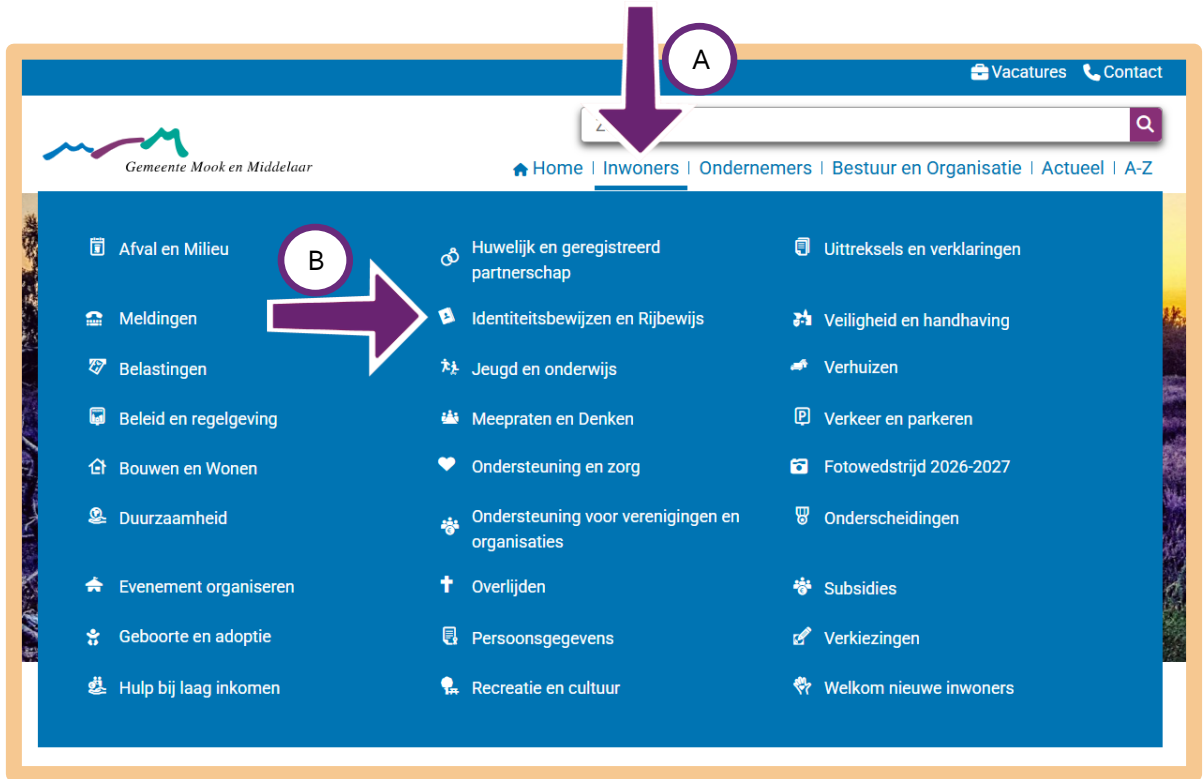 A
Vacatures Contact
Z
Gemeente Mook en Middelaar
Home | Inwoners | Ondernemers | Bestuur en Organisatie | Actueel | A-Z
Afval en Milieu
Meldingen
Belastingen
Beleid en regelgeving
Bouwen en Wonen
Duurzaamheid
Evenement organiseren
Geboorte en adoptie
Hulp bij laag inkomen
B
Huwelijk en geregistreerd
partnerschap
Identiteitsbewijzen en Rijbewijs
Jeugd en onderwijs
Meepraten en Denken
Ondersteuning en zorg
Ondersteuning voor verenigingen en
organisaties
Overlijden
Persoonsgegevens
Recreatie en cultuur
Uittreksels en verklaringen
Veiligheid en handhaving
Verhuizen
Verkeer en parkeren
Fotowedstrijd 2026-2027
Onderscheidingen
Subsidies
Verkiezingen
Welkom nieuwe inwoners